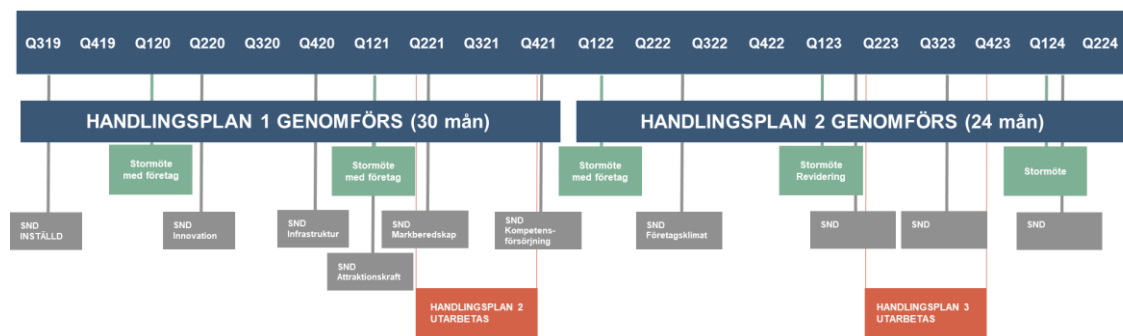 Q319 Q419 Q120 Q220 Q320 Q420 Q121 Q221 Q321 Q421 Q122 Q222 Q322 Q422 Q123 Q223 Q323 Q423 Q124 Q224
HANDLINGSPLAN 1 GENOMFÖRS (30 mån) HANDLINGSPLAN 2 GENOMFÖRS (24 mån)
Stormöte
med företag
Stormöte
med företag
Stormöte
med företag
Stormöte
Revidering
Stormöte
SND
INSTÄLLD
SND
Innovation
SND
Infrastruktur
SND
Markberedskap
SND
Kompetens-
försörjning
SND
Företagsklimat
SND
SND
SND
SND
Attraktionskraft
HANDLINGSPLAN 2
UTARBETAS
HANDLINGSPLAN 3
UTARBETAS